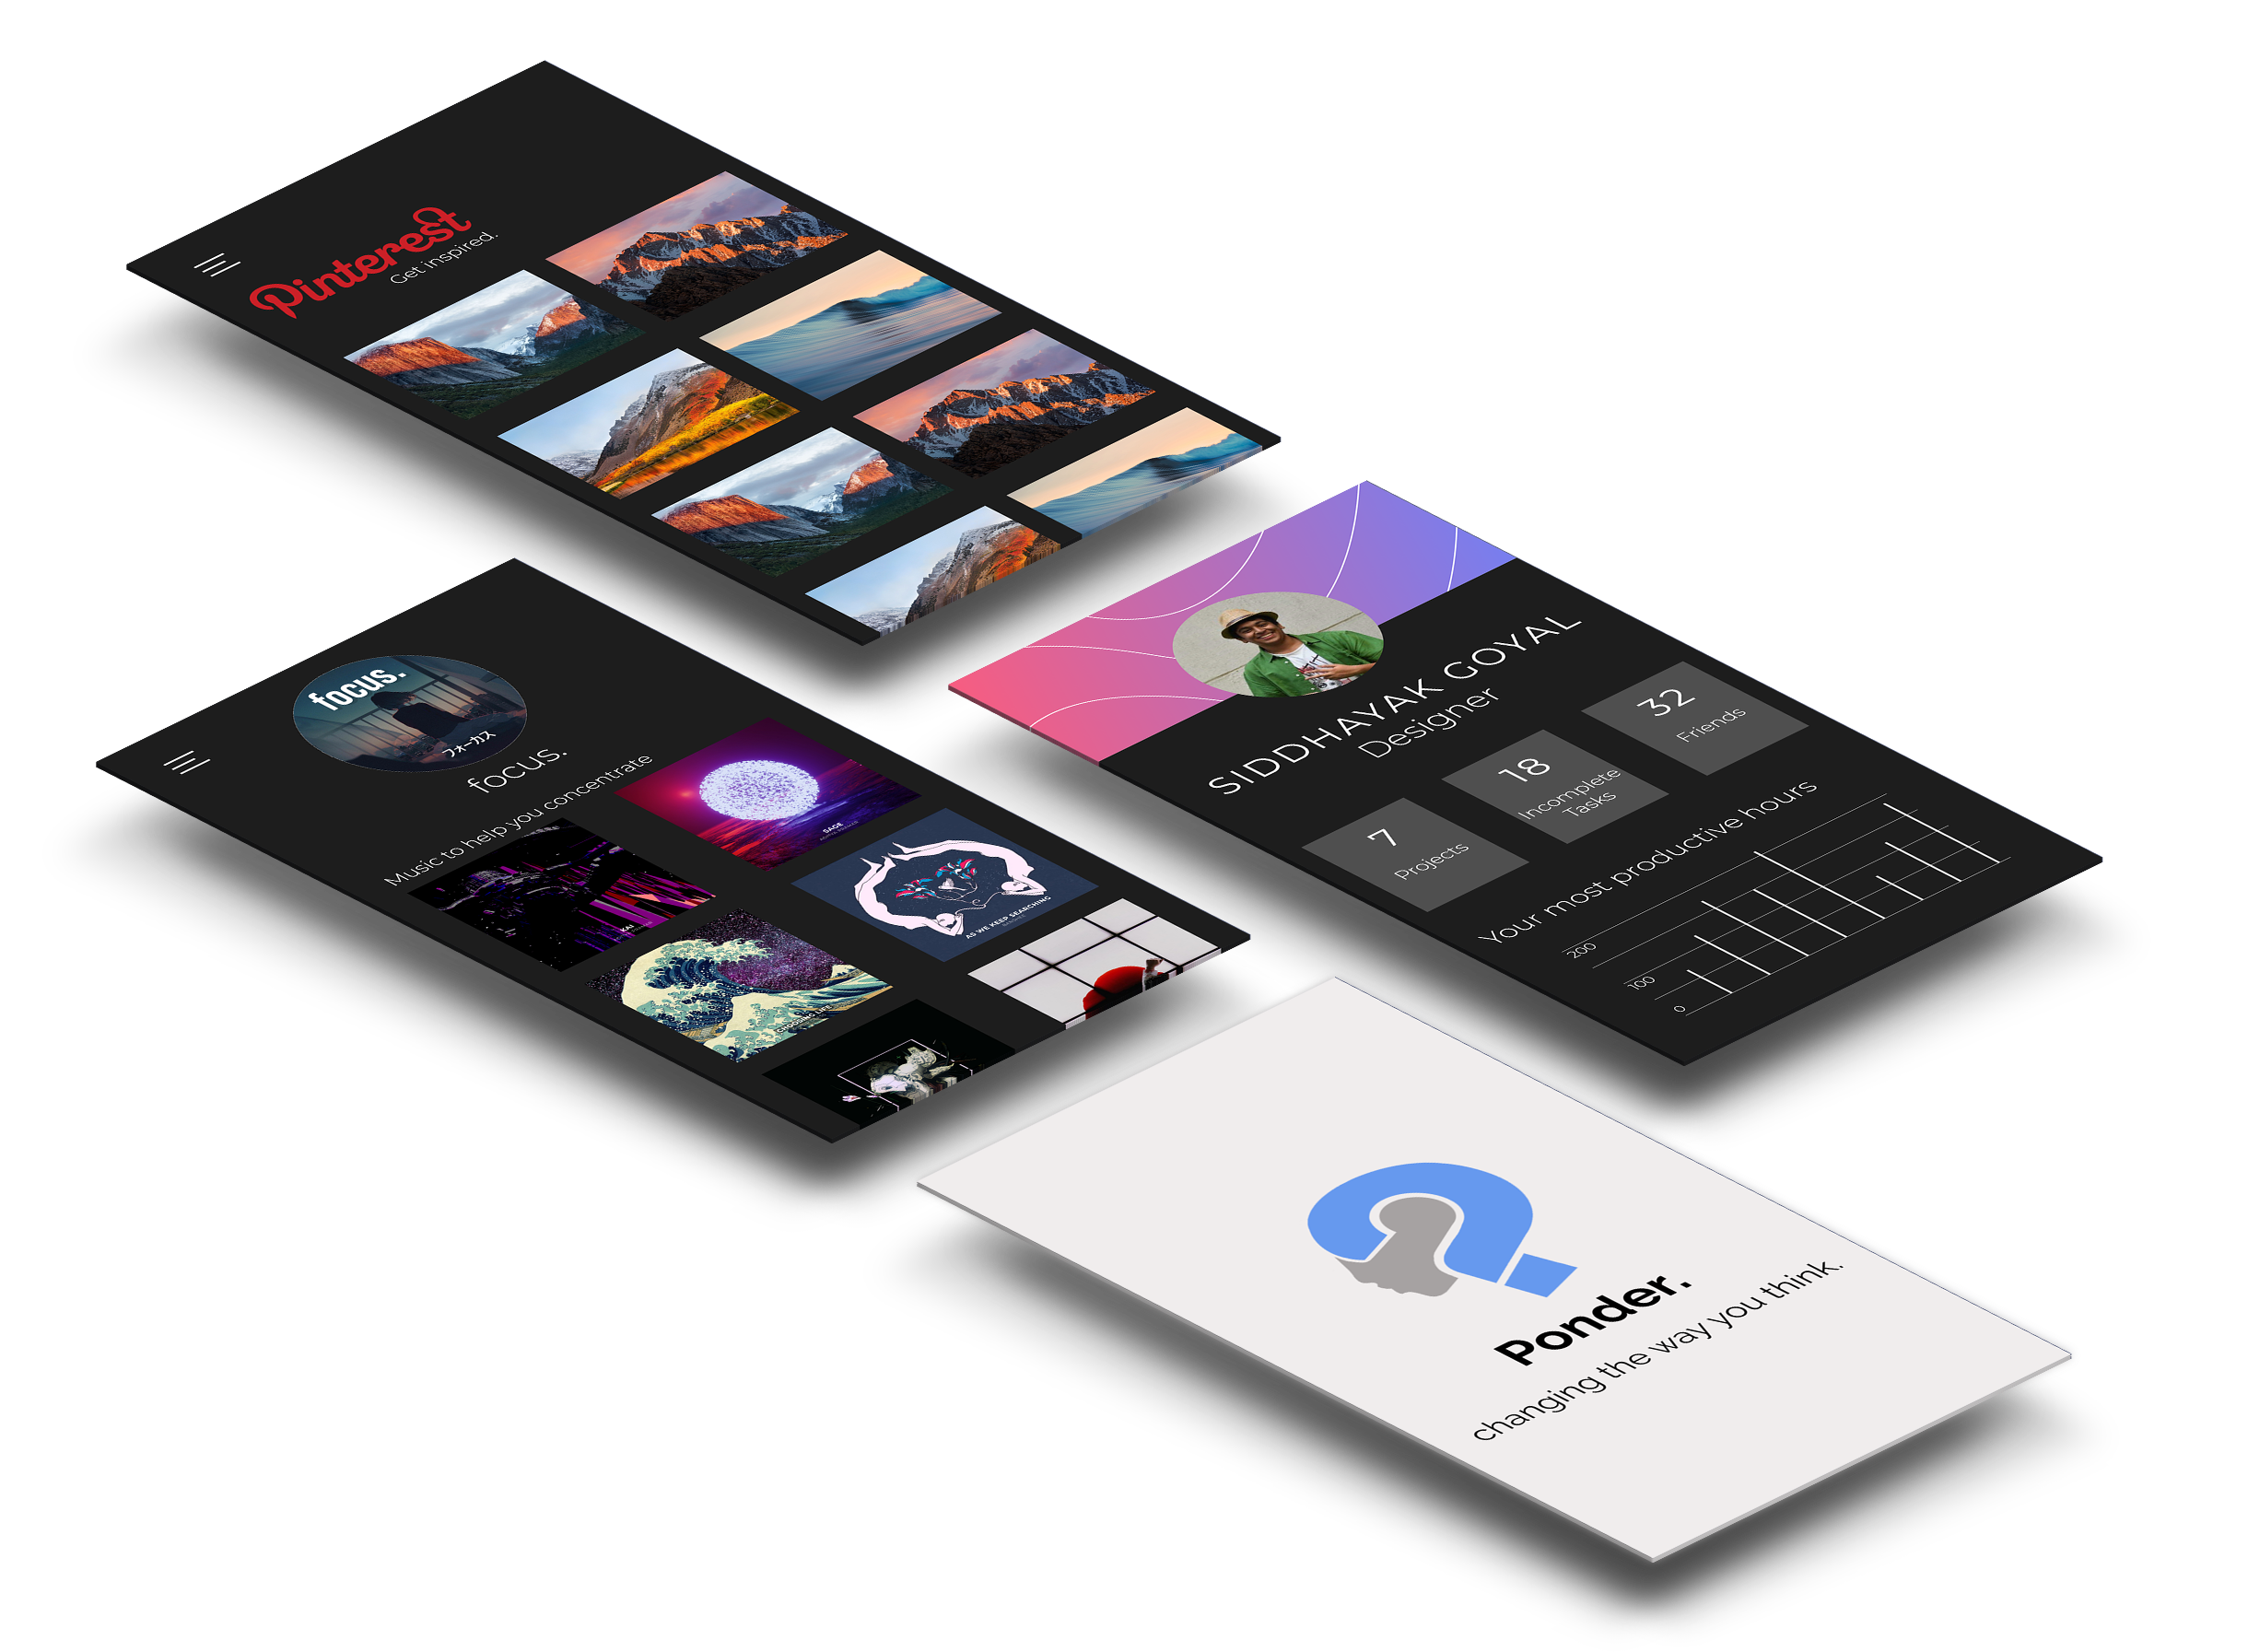 Pinterest
Get inspired.
focus.
フォーカス
focus.
Music to help you concentrate
KAI
SAGE
AS WE KEEP SEARCHING
SIDDHAYAK GOYAL
Designer
7
Projects
18
Incomplete
Tasks
32
Friends
Your most productive hours
200
100
0
Ponder.
changing the way you think.